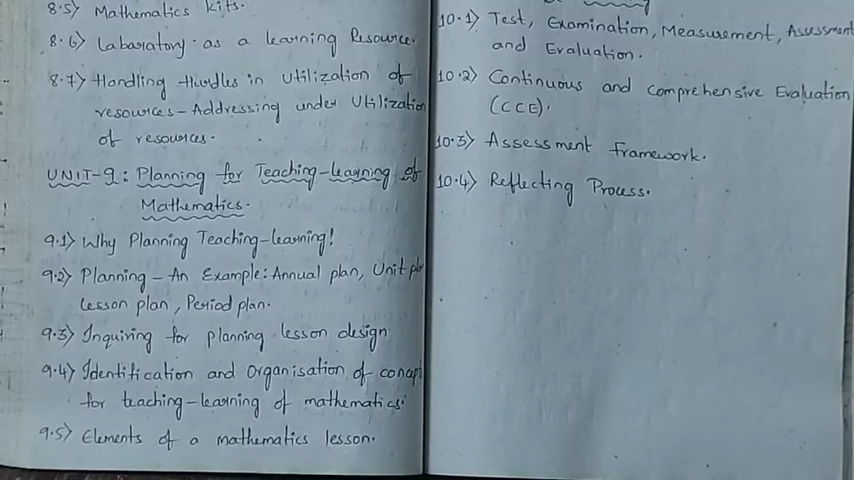 8.5) Mathematics kits.
8.6) Labaratory as a learning Resource.
8.7) Handling Hurdles in Utilization of
resources - Addressing under Utilization
of resources.
UNIT-9: Planning for Teaching-learning of
Mathematics.
9.1) Why Planning Teaching-learning!
9.2) Planning - An Example: Annual plan, Unit
Lesson plan, Period plan.
9.3) Inquiring for planning lesson design
9.4) Identification and Organisation of concept
for teaching-learning of mathematics.
9.5) Elements of a mathematics lesson.
10.1) Test, Examination, Measurement, Assessment
and Evaluation.
10.2) Continuous and Comprehensive Evaluation
(CCE).
10.3) Assessment framework.
10.4) Reflecting Process.